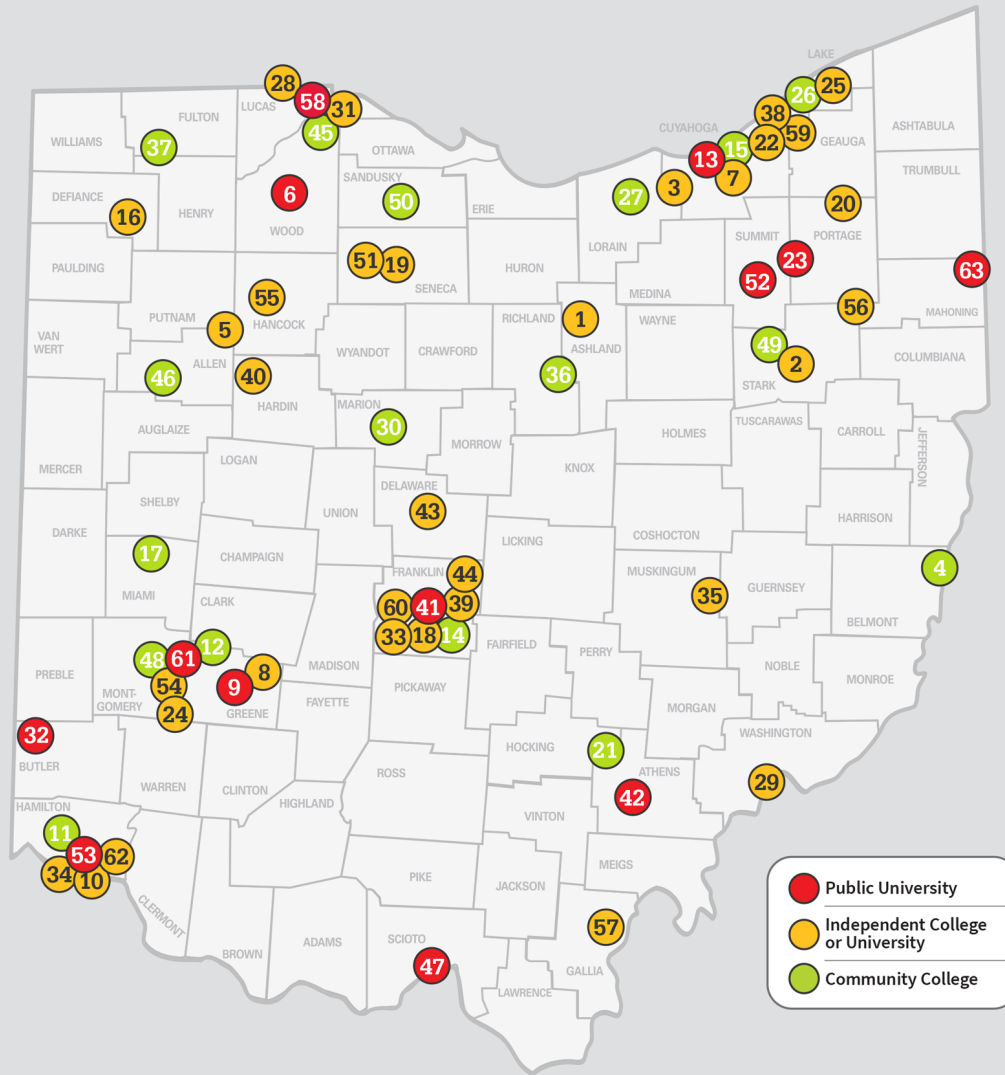 LAKE
28
25
26
58
LUCAS
31
38
FULTON
45
CUYAHOGA
59
ASHTABULA
WILLIAMS
37
15
22
GEAUGA
OTTAWA
13
TRUMBULL
SANDUSKY
7
DEFIANCE
6
50
27
3
16
HENRY
ERIE
20
WOOD
SUMMIT
PORTAGE
LORAIN
51
19
23
PAULDING
HURON
52
63
SENECA
MEDINA
55
56
PUTNAM
RICHLAND
1
WAYNE
MAHONING
5
HANCOCK
VAN
WERT
WYANDOT
CRAWFORD
ASHLAND
49
COLUMBIANA
ALLEN
2
46
40
36
STARK
HARDIN
MARION
30
TUSCARAWAS
AUGLAIZE
HOLMES
CARROLL
JEFFERSON
MORROW
LOGAN
MERCER
KNOX
DELAWARE
SHELBY
UNION
43
HARRISON
DARKE
COSHOCTON
LICKING
17
CHAMPAIGN
4
FRANKLIN
44
MUSKINGUM
GUERNSEY
MIAMI
35
CLARK
60
41
39
BELMONT
33
18
14
12
FAIRFIELD
48
61
PERRY
NOBLE
PREBLE
8
MADISON
MONROE
54
9
PICKAWAY
MONT-
GOMERY
FAYETTE
MORGAN
24
GREENE
32
WASHINGTON
HOCKING
21
BUTLER
ROSS
ATHENS
29
WARREN
CLINTON
42
HAMILTON
HIGHLAND
VINTON
11
53
62
MEIGS
34
10
PIKE
JACKSON
Public University
CLERMONT
57
Independent College
or University
ADAMS
SCIOTO
BROWN
47
GALLIA
Community College
LAWRENCE